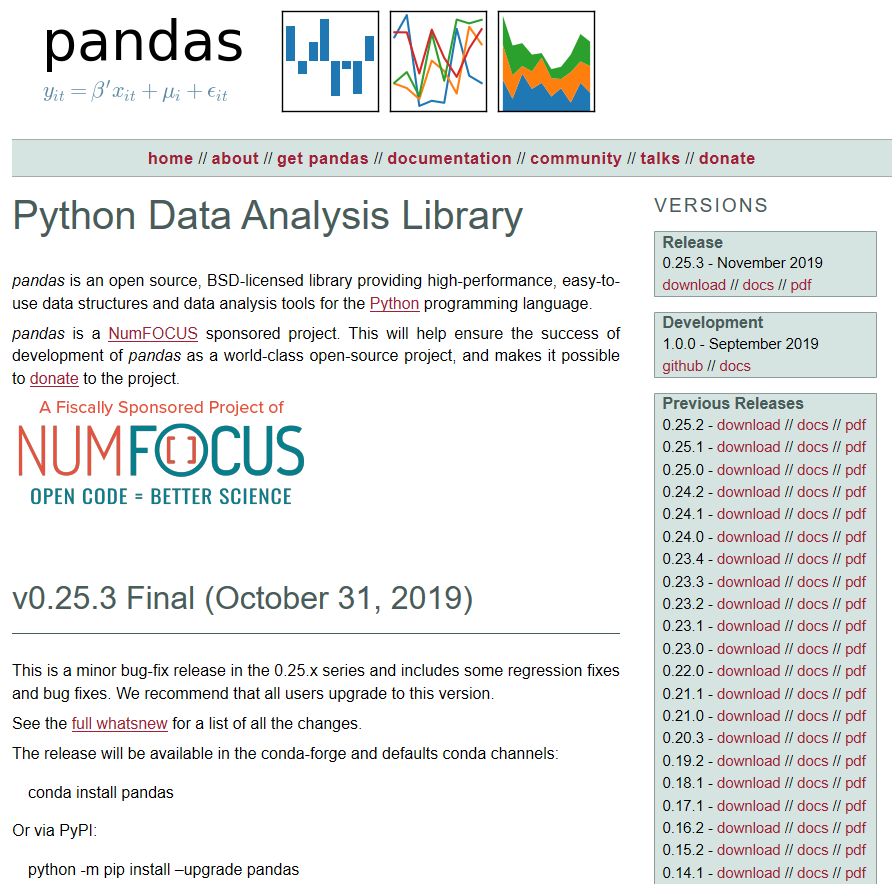 pandas
y_it = β′x_it + μ_i + ϵ_it
home // about // get pandas // documentation // community // talks // donate
Python Data Analysis Library
pandas is an open source, BSD-licensed library providing high-performance, easy-to-
use data structures and data analysis tools for the Python programming language.
pandas is a NumFOCUS sponsored project. This will help ensure the success of
development of pandas as a world-class open-source project, and makes it possible
to donate to the project.
A Fiscally Sponsored Project of
NUMFOCUS
OPEN CODE = BETTER SCIENCE
v0.25.3 Final (October 31, 2019)
This is a minor bug-fix release in the 0.25.x series and includes some regression fixes
and bug fixes. We recommend that all users upgrade to this version.
See the full whatsnew for a list of all the changes.
The release will be available in the conda-forge and defaults conda channels:
conda install pandas
Or via PyPI:
python -m pip install –upgrade pandas
VERSIONS
Release
0.25.3 - November 2019
download // docs // pdf
Development
1.0.0 - September 2019
github // docs
Previous Releases
0.25.2 - download // docs // pdf
0.25.1 - download // docs // pdf
0.25.0 - download // docs // pdf
0.24.2 - download // docs // pdf
0.24.1 - download // docs // pdf
0.24.0 - download // docs // pdf
0.23.4 - download // docs // pdf
0.23.3 - download // docs // pdf
0.23.2 - download // docs // pdf
0.23.1 - download // docs // pdf
0.23.0 - download // docs // pdf
0.22.0 - download // docs // pdf
0.21.1 - download // docs // pdf
0.21.0 - download // docs // pdf
0.20.3 - download // docs // pdf
0.19.2 - download // docs // pdf
0.18.1 - download // docs // pdf
0.17.1 - download // docs // pdf
0.16.2 - download // docs // pdf
0.15.2 - download // docs // pdf
0.14.1 - download // docs // pdf